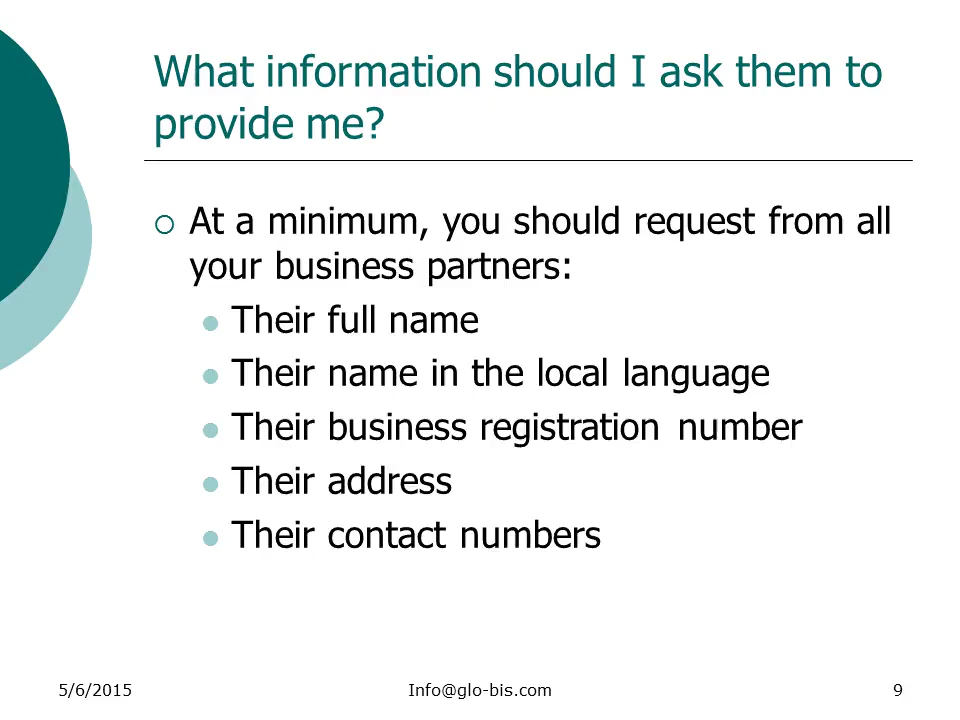 What information should I ask them to
provide me?
At a minimum, you should request from all
your business partners:
Their full name
Their name in the local language
Their business registration number
Their address
Their contact numbers
5/6/2015
Info@glo-bis.com
9